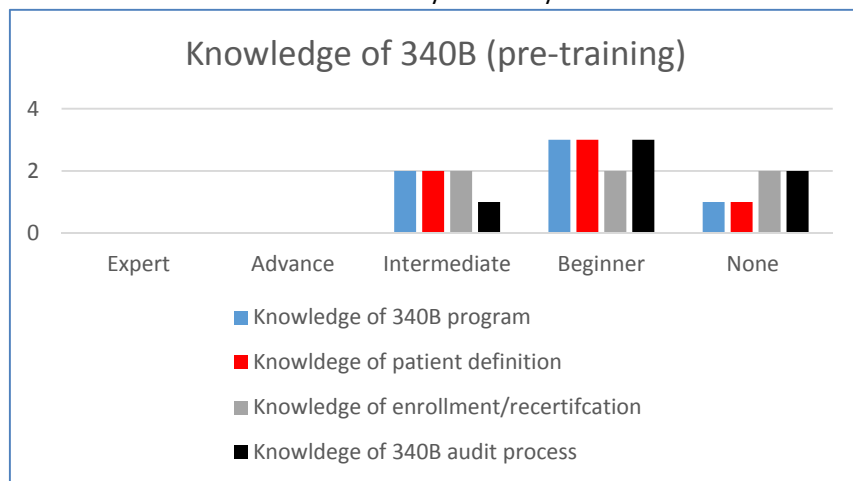 Knowledge of 340B (pre-training)
4
2
0
Expert Advance Intermediate Beginner None
Knowledge of 340B program
Knowldege of patient definition
Knowledge of enrollment/recertifcation
Knowldege of 340B audit process